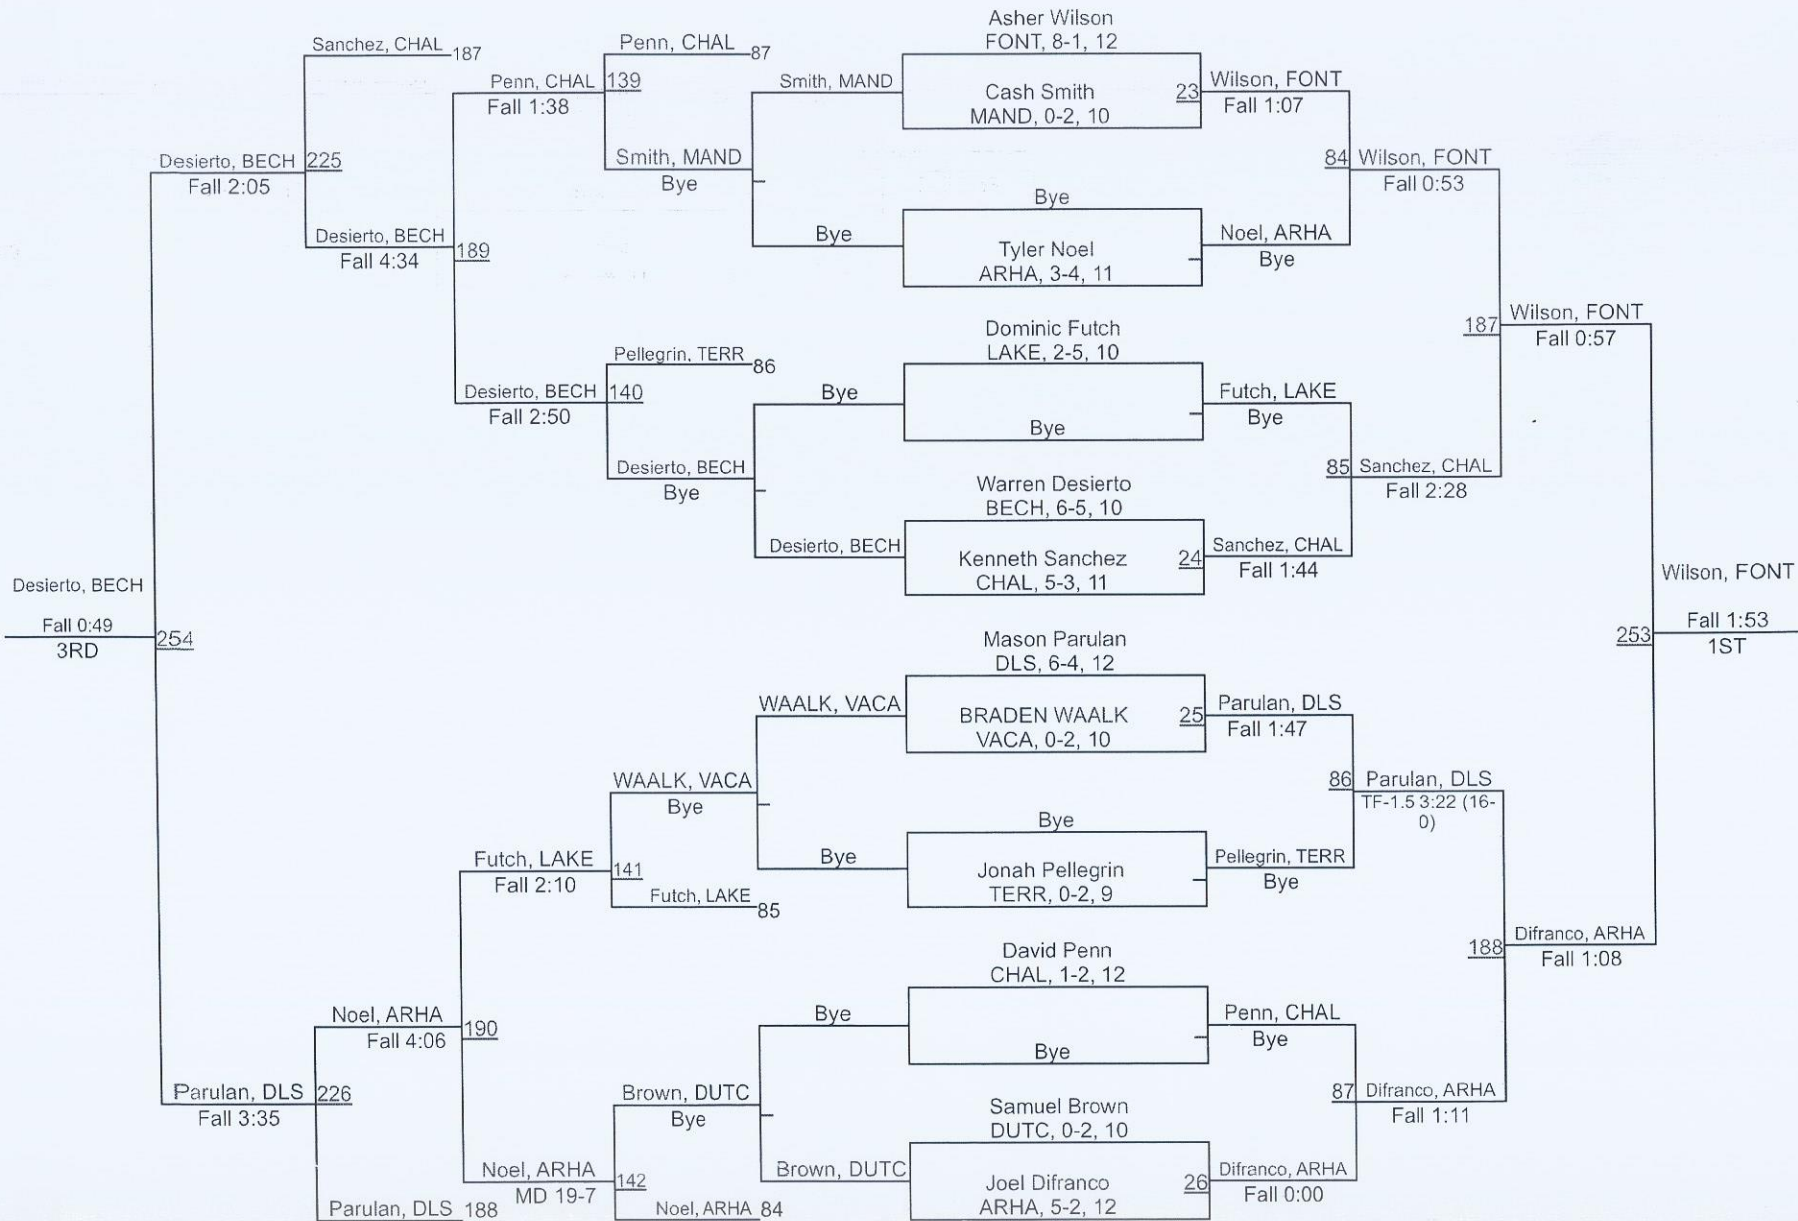 Asher Wilson
FONT, 8-1, 12
Sanchez, CHAL 187
Penn, CHAL 87
Penn, CHAL 139
Fall 1:38
Smith, MAND
Cash Smith
MAND, 0-2, 10
23
Wilson, FONT
Fall 1:07
Desierto, BECH 225
Fall 2:05
Smith, MAND
Bye
84
Wilson, FONT
Fall 0:53
Desierto, BECH
Fall 4:34
189
Bye
Bye
Tyler Noel
ARHA, 3-4, 11
Noel, ARHA
Bye
Dominic Futch
LAKE, 2-5, 10
187
Wilson, FONT
Fall 0:57
Pellegrin, TERR 86
Desierto, BECH 140
Fall 2:50
Bye
Bye
Futch, LAKE
Bye
Desierto, BECH
Bye
Warren Desierto
BECH, 6-5, 10
85
Sanchez, CHAL
Fall 2:28
Desierto, BECH
Kenneth Sanchez
CHAL, 5-3, 11
24
Sanchez, CHAL
Fall 1:44
Desierto, BECH
Fall 0:49
3RD
254
Wilson, FONT
Fall 1:53
1ST
253
Mason Parulan
DLS, 6-4, 12
WAALK, VACA
BRADEN WAALK
VACA, 0-2, 10
25
Parulan, DLS
Fall 1:47
WAALK, VACA
Bye
86
Parulan, DLS
TF-1.5 3:22 (16-
0)
Futch, LAKE
Fall 2:10
141
Bye
Bye
Jonah Pellegrin
TERR, 0-2, 9
Pellegrin, TERR
Bye
Futch, LAKE 85
David Penn
CHAL, 1-2, 12
188
Difranco, ARHA
Fall 1:08
Noel, ARHA
Fall 4:06
190
Bye
Bye
Penn, CHAL
Bye
Parulan, DLS 226
Fall 3:35
Brown, DUTC
Bye
Samuel Brown
DUTC, 0-2, 10
87
Difranco, ARHA
Fall 1:11
Noel, ARHA
MD 19-7
142
Brown, DUTC
Joel Difranco
ARHA, 5-2, 12
26
Difranco, ARHA
Fall 0:00
Parulan, DLS 188
Noel, ARHA 84